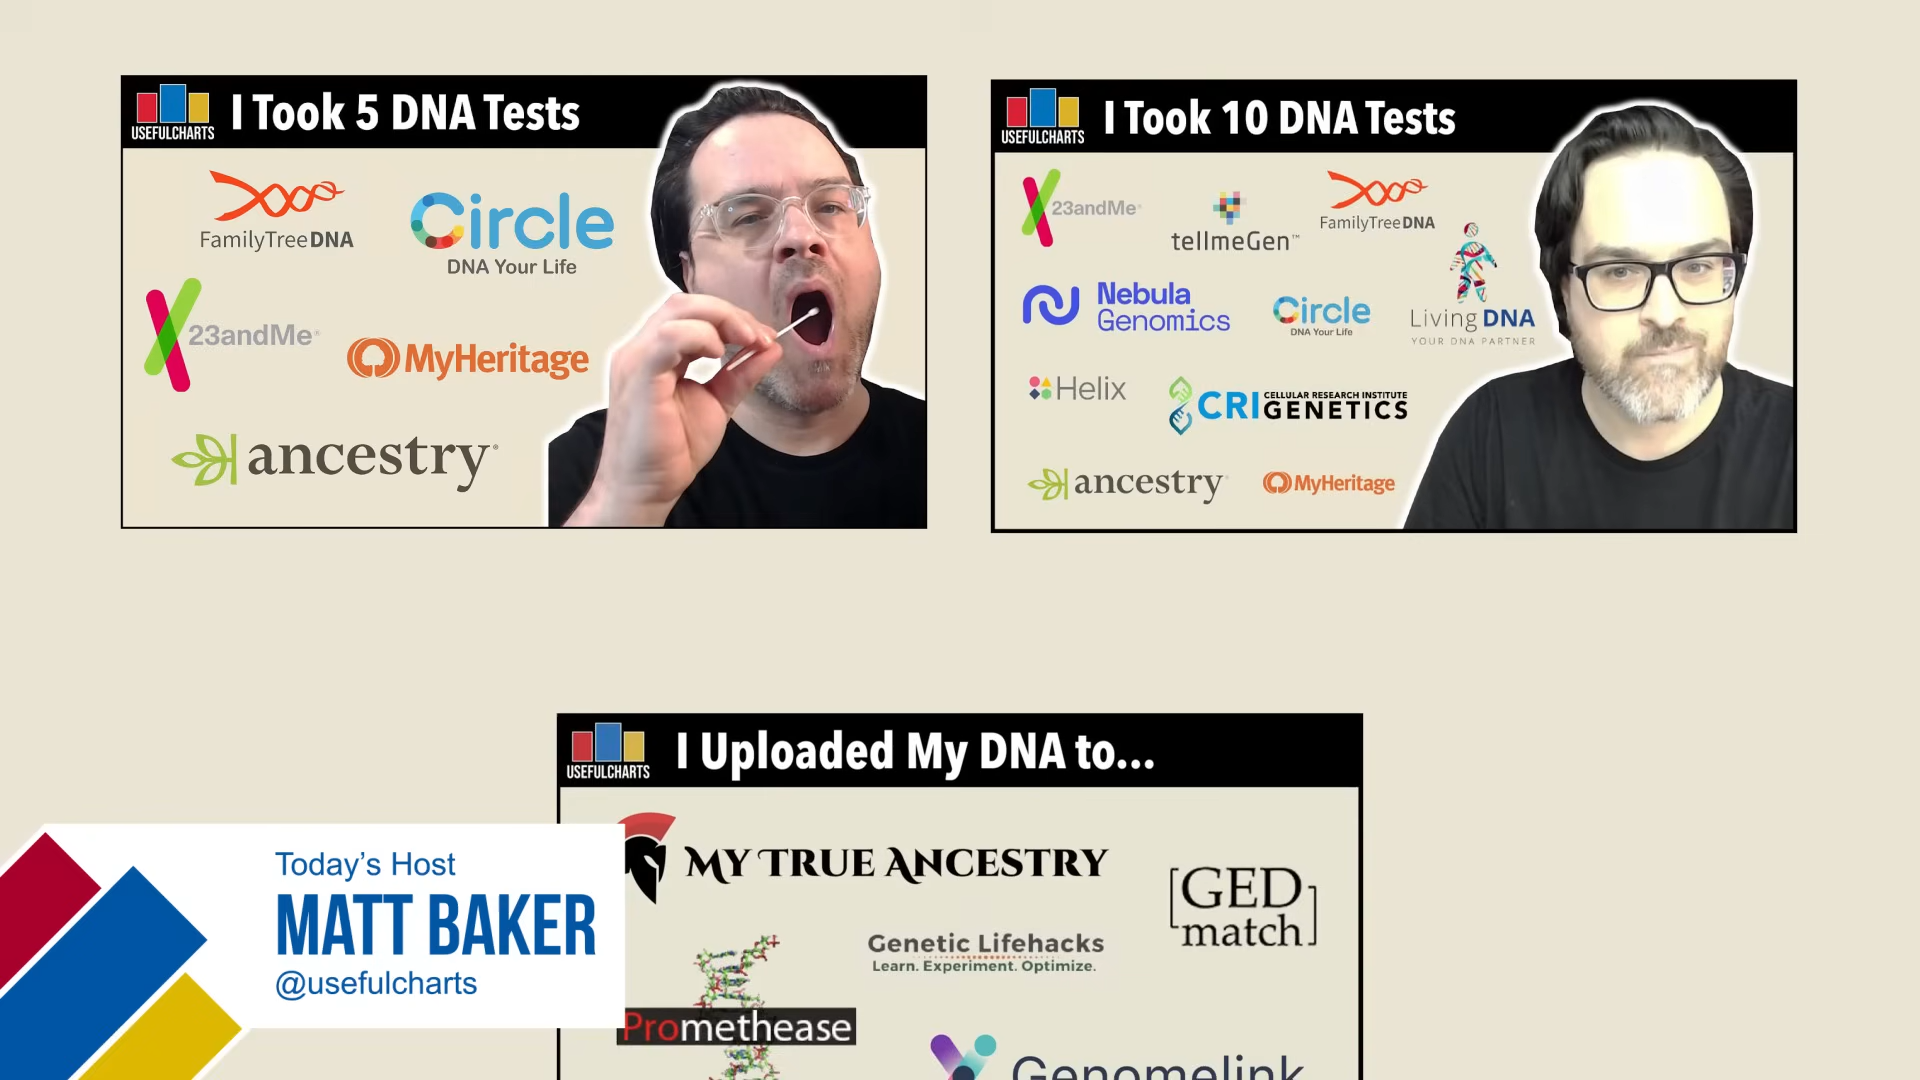 USEFULCHARTS
I Took 5 DNA Tests
FamilyTreeDNA
Circle
DNA Your Life
23andMe®
MyHeritage
ancestry®
USEFULCHARTS
I Took 10 DNA Tests
23andMe®
tellmeGen™
FamilyTreeDNA
Nebula
Genomics
Circle
DNA Your Life
Living DNA
YOUR DNA PARTNER
Helix
CRI CELLULAR RESEARCH INSTITUTE
GENETICS
ancestry
MyHeritage
USEFULCHARTS
I Uploaded My DNA to...
MY TRUE ANCESTRY
[GED
match]
Genetic Lifehacks
Learn. Experiment. Optimize.
Promethease
Genomelink
Today's Host
MATT BAKER
@usefulcharts